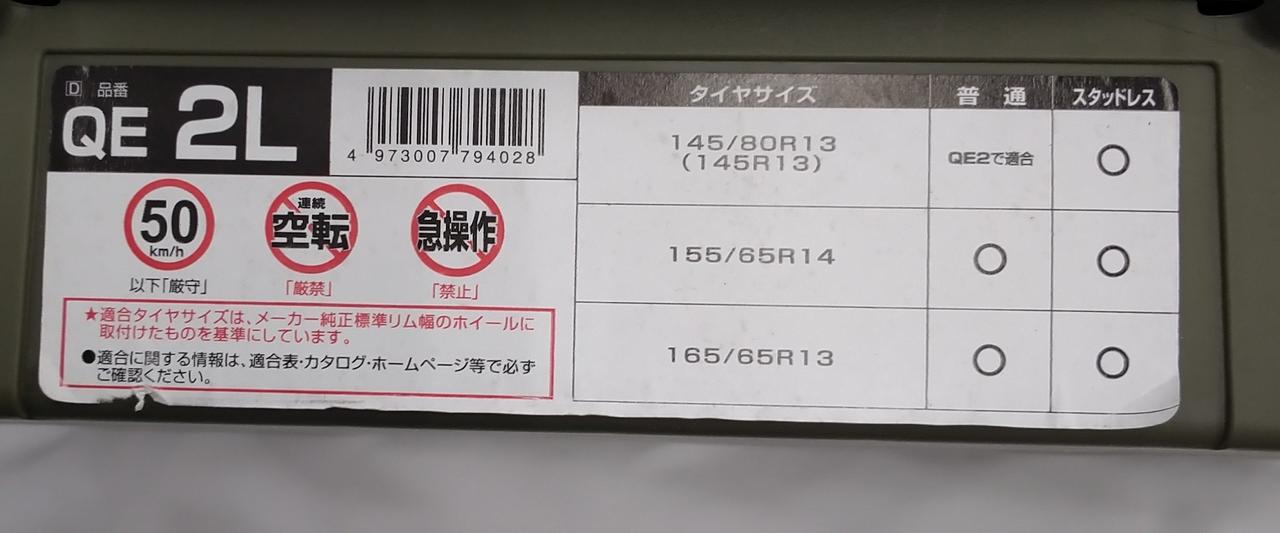 D 品番
QE 2L
4 973007 794028
50
km/h
以下「厳守」
連続
空転
「厳禁」
急操作
「禁止」
★適合タイヤサイズは、メーカー純正標準リム幅のホイールに
取付けたものを基準にしています。
●適合に関する情報は、適合表・カタログ・ホームページ等で必ず
ご確認ください。
タイヤサイズ 普通 スタッドレス
145/80R13
(145R13) QE2で適合 ○
155/65R14 ○ ○
165/65R13 ○ ○